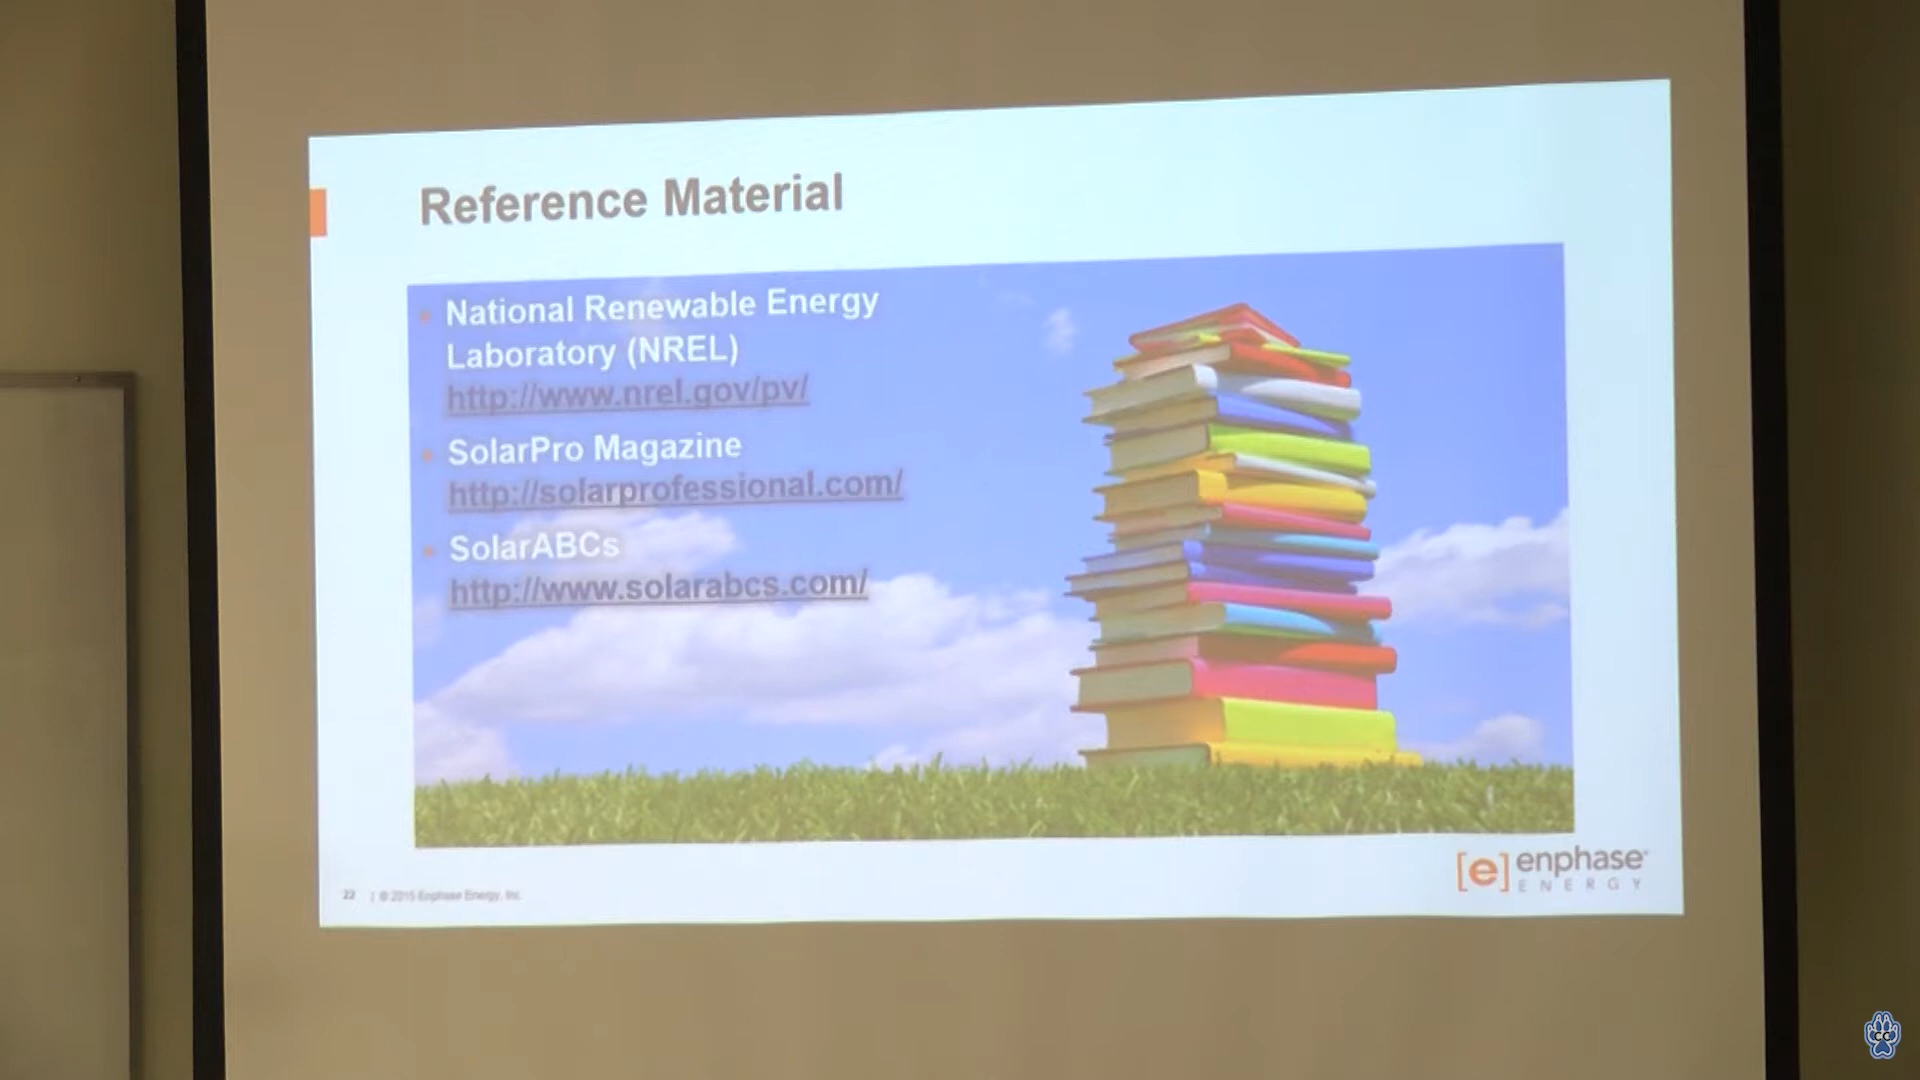 Reference Material
National Renewable Energy
Laboratory (NREL)
http://www.nrel.gov/pv/
SolarPro Magazine
http://solarprofessional.com/
SolarABCs
http://www.solarabcs.com/
22 | © 2015 Enphase Energy, Inc.
[e] enphase
ENERGY
CC